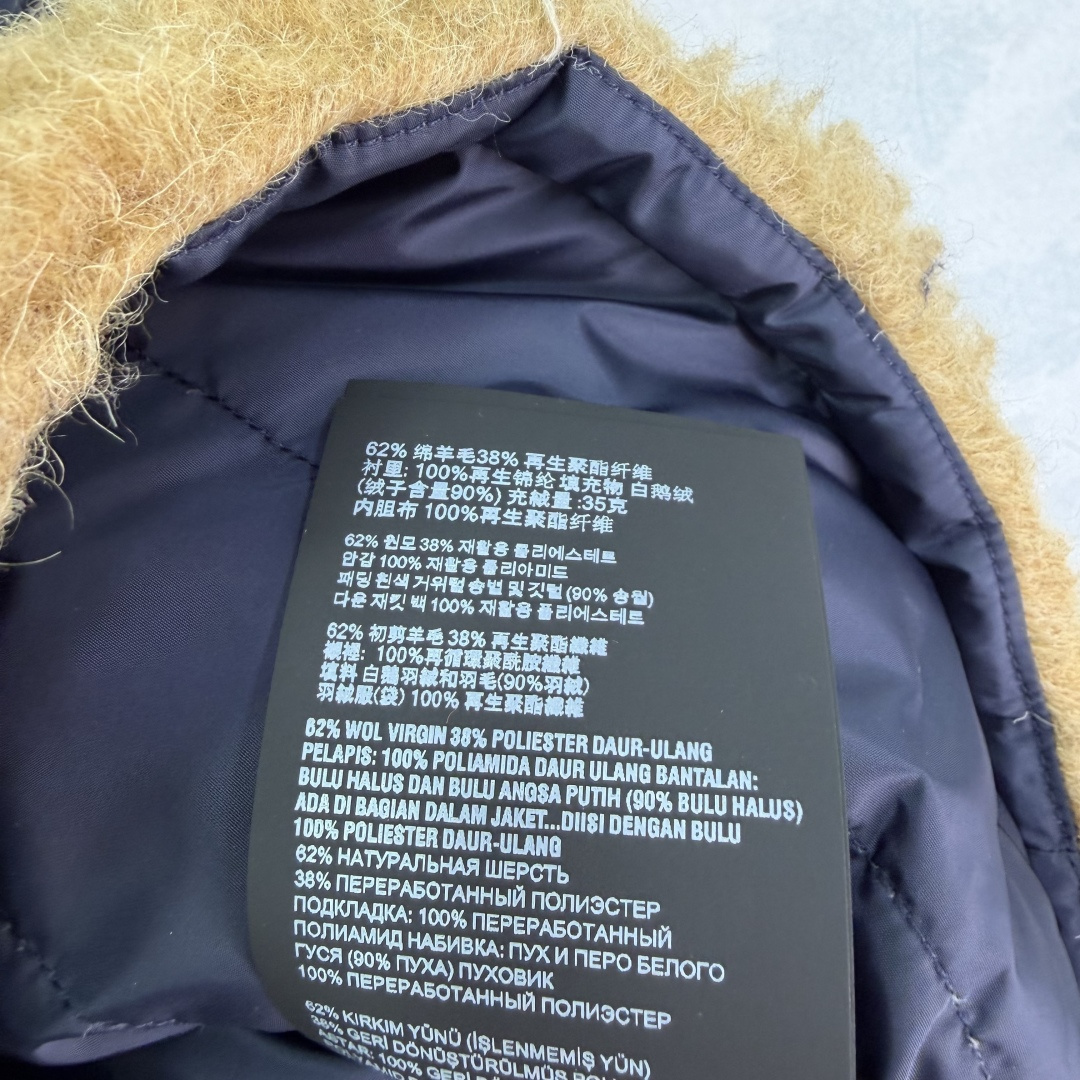 62% 绵羊毛38% 再生聚酯纤维
村里: 100%再生锦纶 填充物 白鹅绒
(绒子含量90%) 充绒量:35克
内胆布 100%再生聚酯纤维
62% 원모 38% 재활용 폴리에스테르
안감 100% 재활용 폴리아미드
패딩 흰색 거위털 솜변 및 깃털 (90% 솜털)
다운 재킷 백 100% 재활용 폴리에스테르
62% 初剪羊毛 38% 再生聚酯纖維
襯裡: 100%再循環聚酰胺纖維
填料 白鵝羽絨和羽毛(90%羽絨)
羽絨服(袋) 100% 再生聚酯纖維
62% WOL VIRGIN 38% POLIESTER DAUR-ULANG
PELAPIS: 100% POLIAMIDA DAUR ULANG BANTALAN:
BULU HALUS DAN BULU ANGSA PUTIH (90% BULU HALUS)
ADA DI BAGIAN DALAM JAKET...DIISI DENGAN BULU
100% POLIESTER DAUR-ULANG
62% НАТУРАЛЬНАЯ ШЕРСТЬ
38% ПЕРЕРАБОТАННЫЙ ПОЛИЭСТЕР
ПОДКЛАДКА: 100% ПЕРЕРАБОТАННЫЙ
ПОЛИАМИД НАБИВКА: ПУХ И ПЕРО БЕЛОГО
ГУСЯ (90% ПУХА) ПУХОВИК
100% ПЕРЕРАБОТАННЫЙ ПОЛИЭСТЕР
62% KIRKIM YÜNÜ (İŞLENMEMİŞ YÜN)
38% GERİ DÖNÜŞTÜRÜLMÜŞ
ASTAR: 100% GERİ